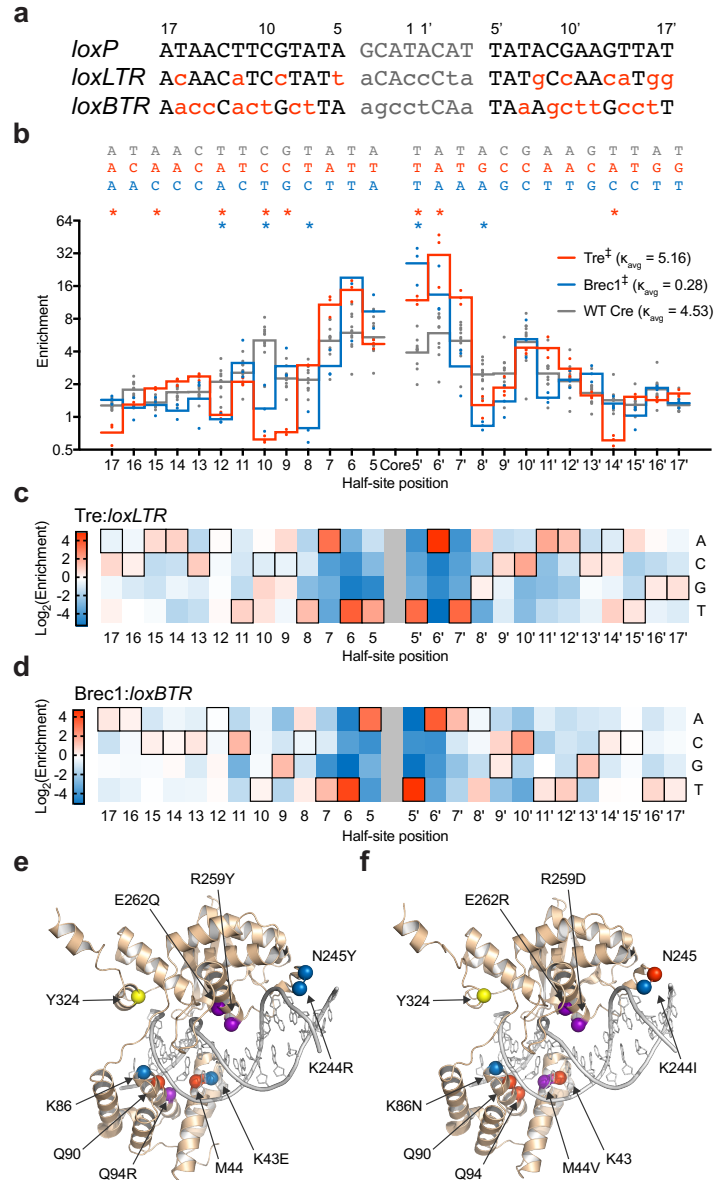 a
17 10 5 1 1' 5' 10' 17'
loxP ATAACTTCGTATA GCATACAT TATACGAAGTTAT
loxLTR AcAACaTCcTATt aCAccCta TATgCcAAcaTgg
loxBTR AaccCactGctTA agcctCAa TAaAgcttGcctT
b
A T A A C T T C G T A T A T A T A C G A A G T T A T
A C A A C A T C C T A T T T A T G C C A A C A T G G
A A C C C A C T G C T T A T A A A G C T T G C C T T
* * * * * * * *
* * * * *
64
32
16
8
4
2
1
0.5
Enrichment
Tre‡ (κavg = 5.16)
Brec1‡ (κavg = 0.28)
WT Cre (κavg = 4.53)
17 16 15 14 13 12 11 10 9 8 7 6 5 Core 5' 6' 7' 8' 9' 10' 11' 12' 13' 14' 15' 16' 17'
Half-site position
c
Tre:loxLTR
Log2(Enrichment)
4
2
0
-2
-4
A
C
G
T
17 16 15 14 13 12 11 10 9 8 7 6 5 5' 6' 7' 8' 9' 10' 11' 12' 13' 14' 15' 16' 17'
Half-site position
d
Brec1:loxBTR
Log2(Enrichment)
4
2
0
-2
-4
A
C
G
T
17 16 15 14 13 12 11 10 9 8 7 6 5 5' 6' 7' 8' 9' 10' 11' 12' 13' 14' 15' 16' 17'
Half-site position
e
R259Y
E262Q
N245Y
Y324
K244R
K86
Q90
Q94R
M44
K43E
f
R259D
E262R
N245
Y324
K244I
K86N
Q90
Q94
M44V
K43